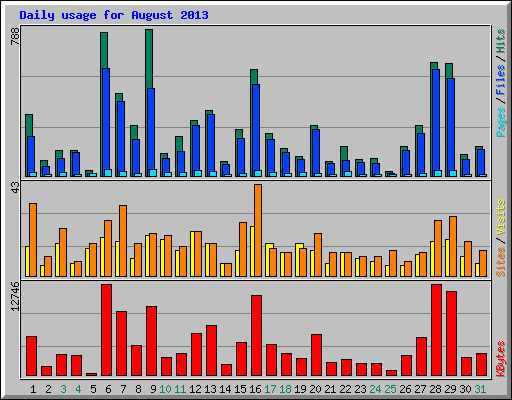 Daily usage for August 2013
788
Pages / Files / Hits
43
Sites / Visits
12746
KBytes
1 2 3 4 5 6 7 8 9 10 11 12 13 14 15 16 17 18 19 20 21 22 23 24 25 26 27 28 29 30 31